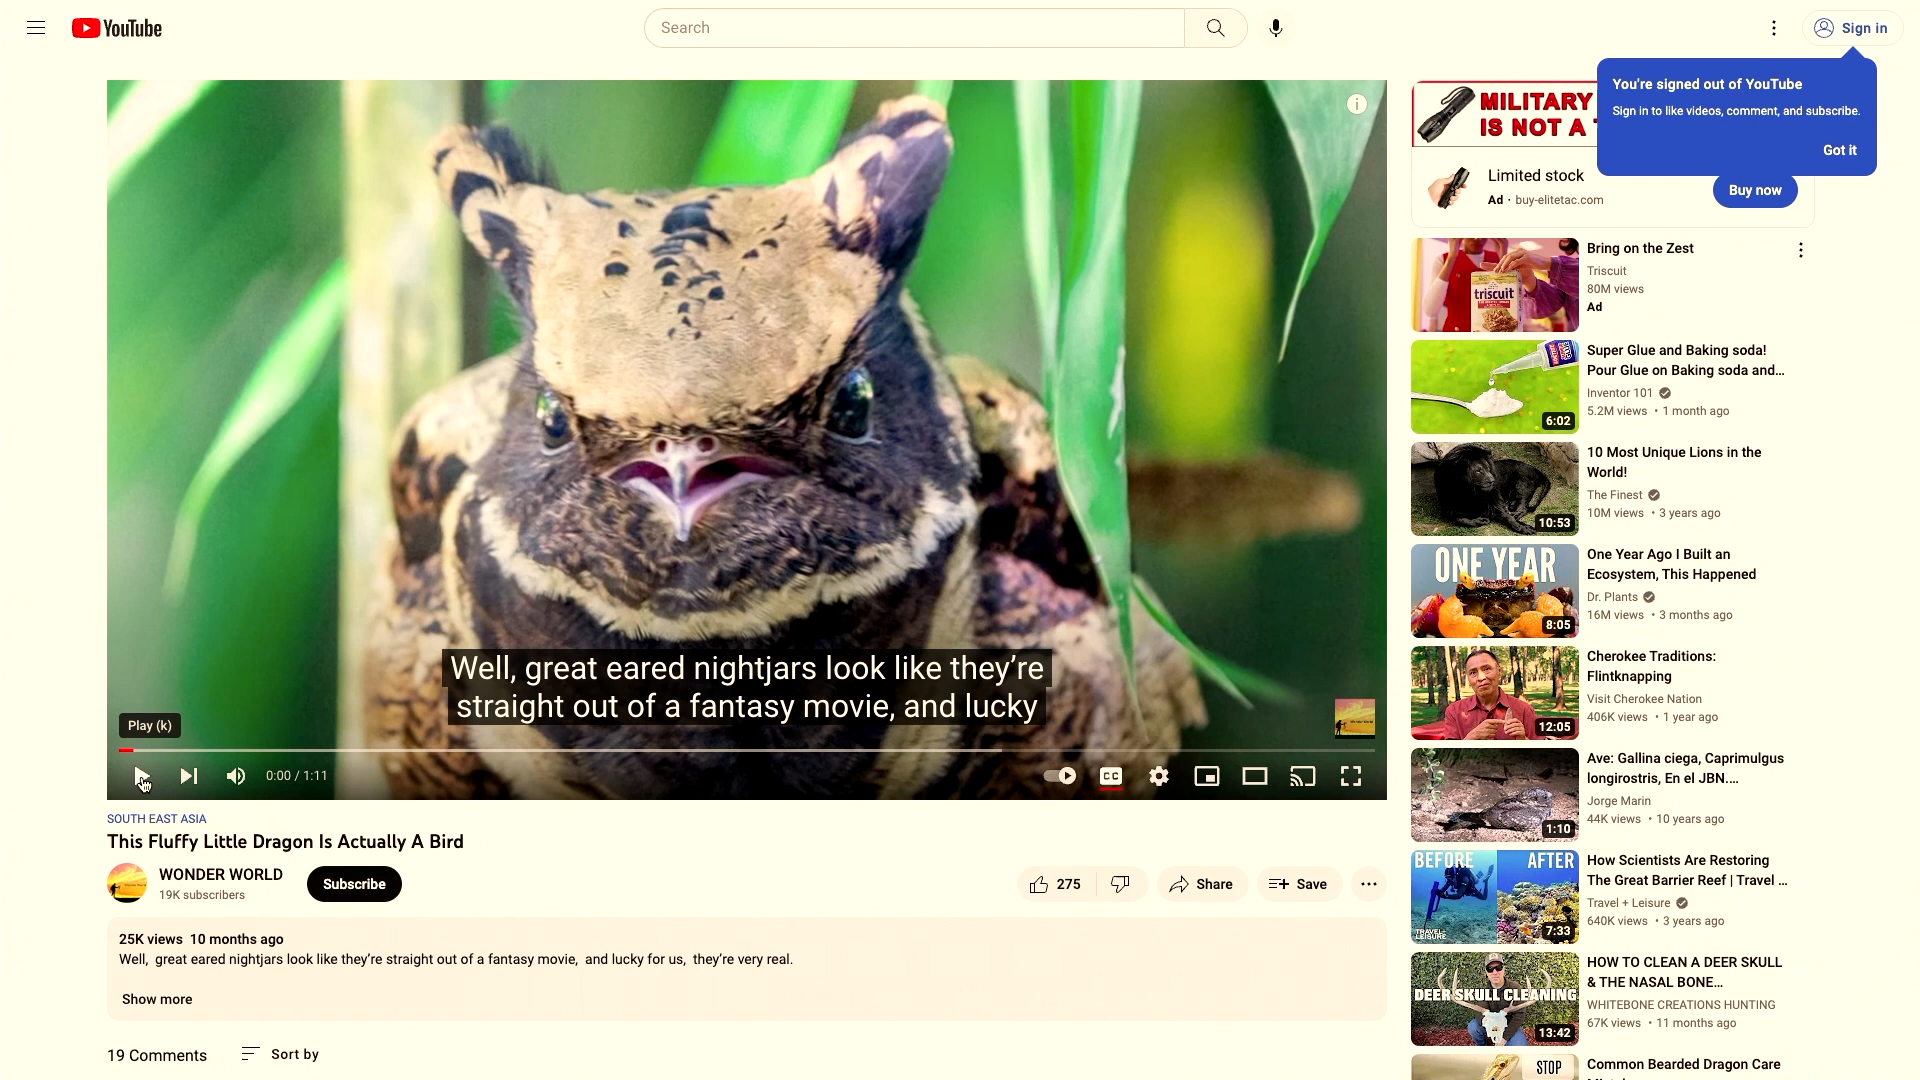 YouTube
Search
Sign in
You're signed out of YouTube
Sign in to like videos, comment, and subscribe.
Got it
MILITARY
IS NOT A
Limited stock
Ad · buy-elitetac.com
Buy now
Well, great eared nightjars look like they’re
straight out of a fantasy movie, and lucky
Play (k)
0:00 / 1:11
CC
SOUTH EAST ASIA
This Fluffy Little Dragon Is Actually A Bird
WONDER WORLD
19K subscribers
Subscribe
275
Share
Save
25K views 10 months ago
Well, great eared nightjars look like they’re straight out of a fantasy movie, and lucky for us, they’re very real.
Show more
19 Comments
Sort by
triscuit
Bring on the Zest
Triscuit
80M views
Ad
6:02
Super Glue and Baking soda!
Pour Glue on Baking soda and...
Inventor 101
5.2M views • 1 month ago
10:53
10 Most Unique Lions in the
World!
The Finest
10M views • 3 years ago
ONE YEAR
8:05
One Year Ago I Built an
Ecosystem, This Happened
Dr. Plants
16M views • 3 months ago
12:05
Cherokee Traditions:
Flintknapping
Visit Cherokee Nation
406K views • 1 year ago
1:10
Ave: Gallina ciega, Caprimulgus
longirostris, En el JBN....
Jorge Marin
44K views • 10 years ago
BEFORE AFTER
TRAVEL+
LEISURE
7:33
How Scientists Are Restoring
The Great Barrier Reef | Travel ...
Travel + Leisure
640K views • 3 years ago
DEER SKULL CLEANING
13:42
HOW TO CLEAN A DEER SKULL
& THE NASAL BONE...
WHITEBONE CREATIONS HUNTING
67K views • 11 months ago
STOP
Common Bearded Dragon Care